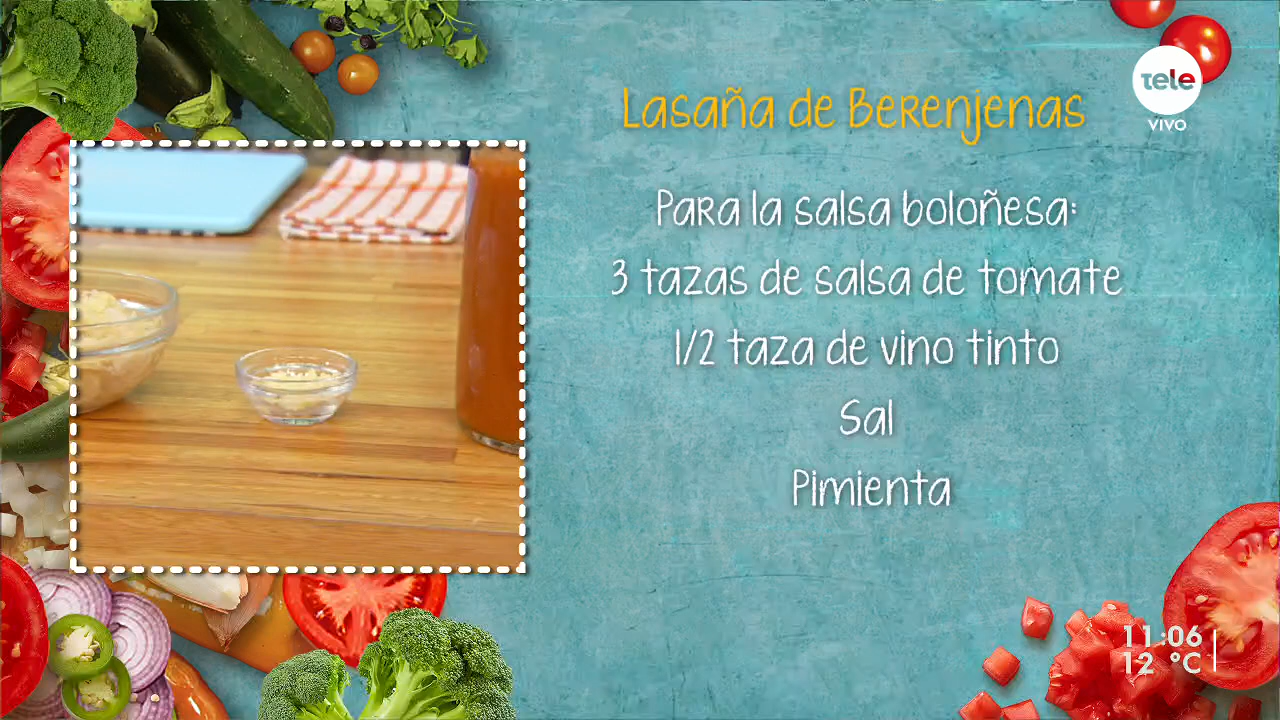 Lasaña de Berenjenas
tele
VIVO
Para la salsa boloñesa:
3 tazas de salsa de tomate
1/2 taza de vino tinto
Sal
Pimienta
11:06
12 °C